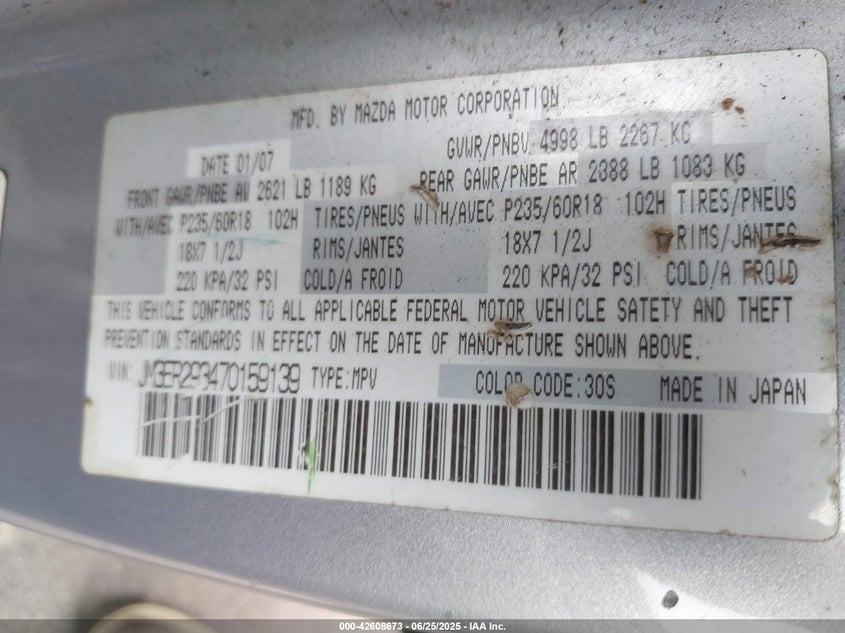 MFD. BY MAZDA MOTOR CORPORATION
DATE 01/07 GVWR/PNBV 4998 LB 2267 KG
FRONT GAWR/PNBE AV 2621 LB 1189 KG REAR GAWR/PNBE AR 2388 LB 1083 KG
WITH/AVEC P235/60R18 102H TIRES/PNEUS WITH/AVEC P235/60R18 102H TIRES/PNEUS
18X7 1/2J RIMS/JANTES 18X7 1/2J RIMS/JANTES
220 KPA/32 PSI COLD/A FROID 220 KPA/32 PSI COLD/A FROID
THIS VEHICLE CONFORMS TO ALL APPLICABLE FEDERAL MOTOR VEHICLE SAFETY AND THEFT
PREVENTION STANDARDS IN EFFECT ON THE DATE OF MANUFACTURE SHOWN ABOVE.
VIN: JM3ER293470159139 TYPE:MPV COLOR CODE:30S MADE IN JAPAN
000-42608673 / 06/25/2025 - IAA Inc.